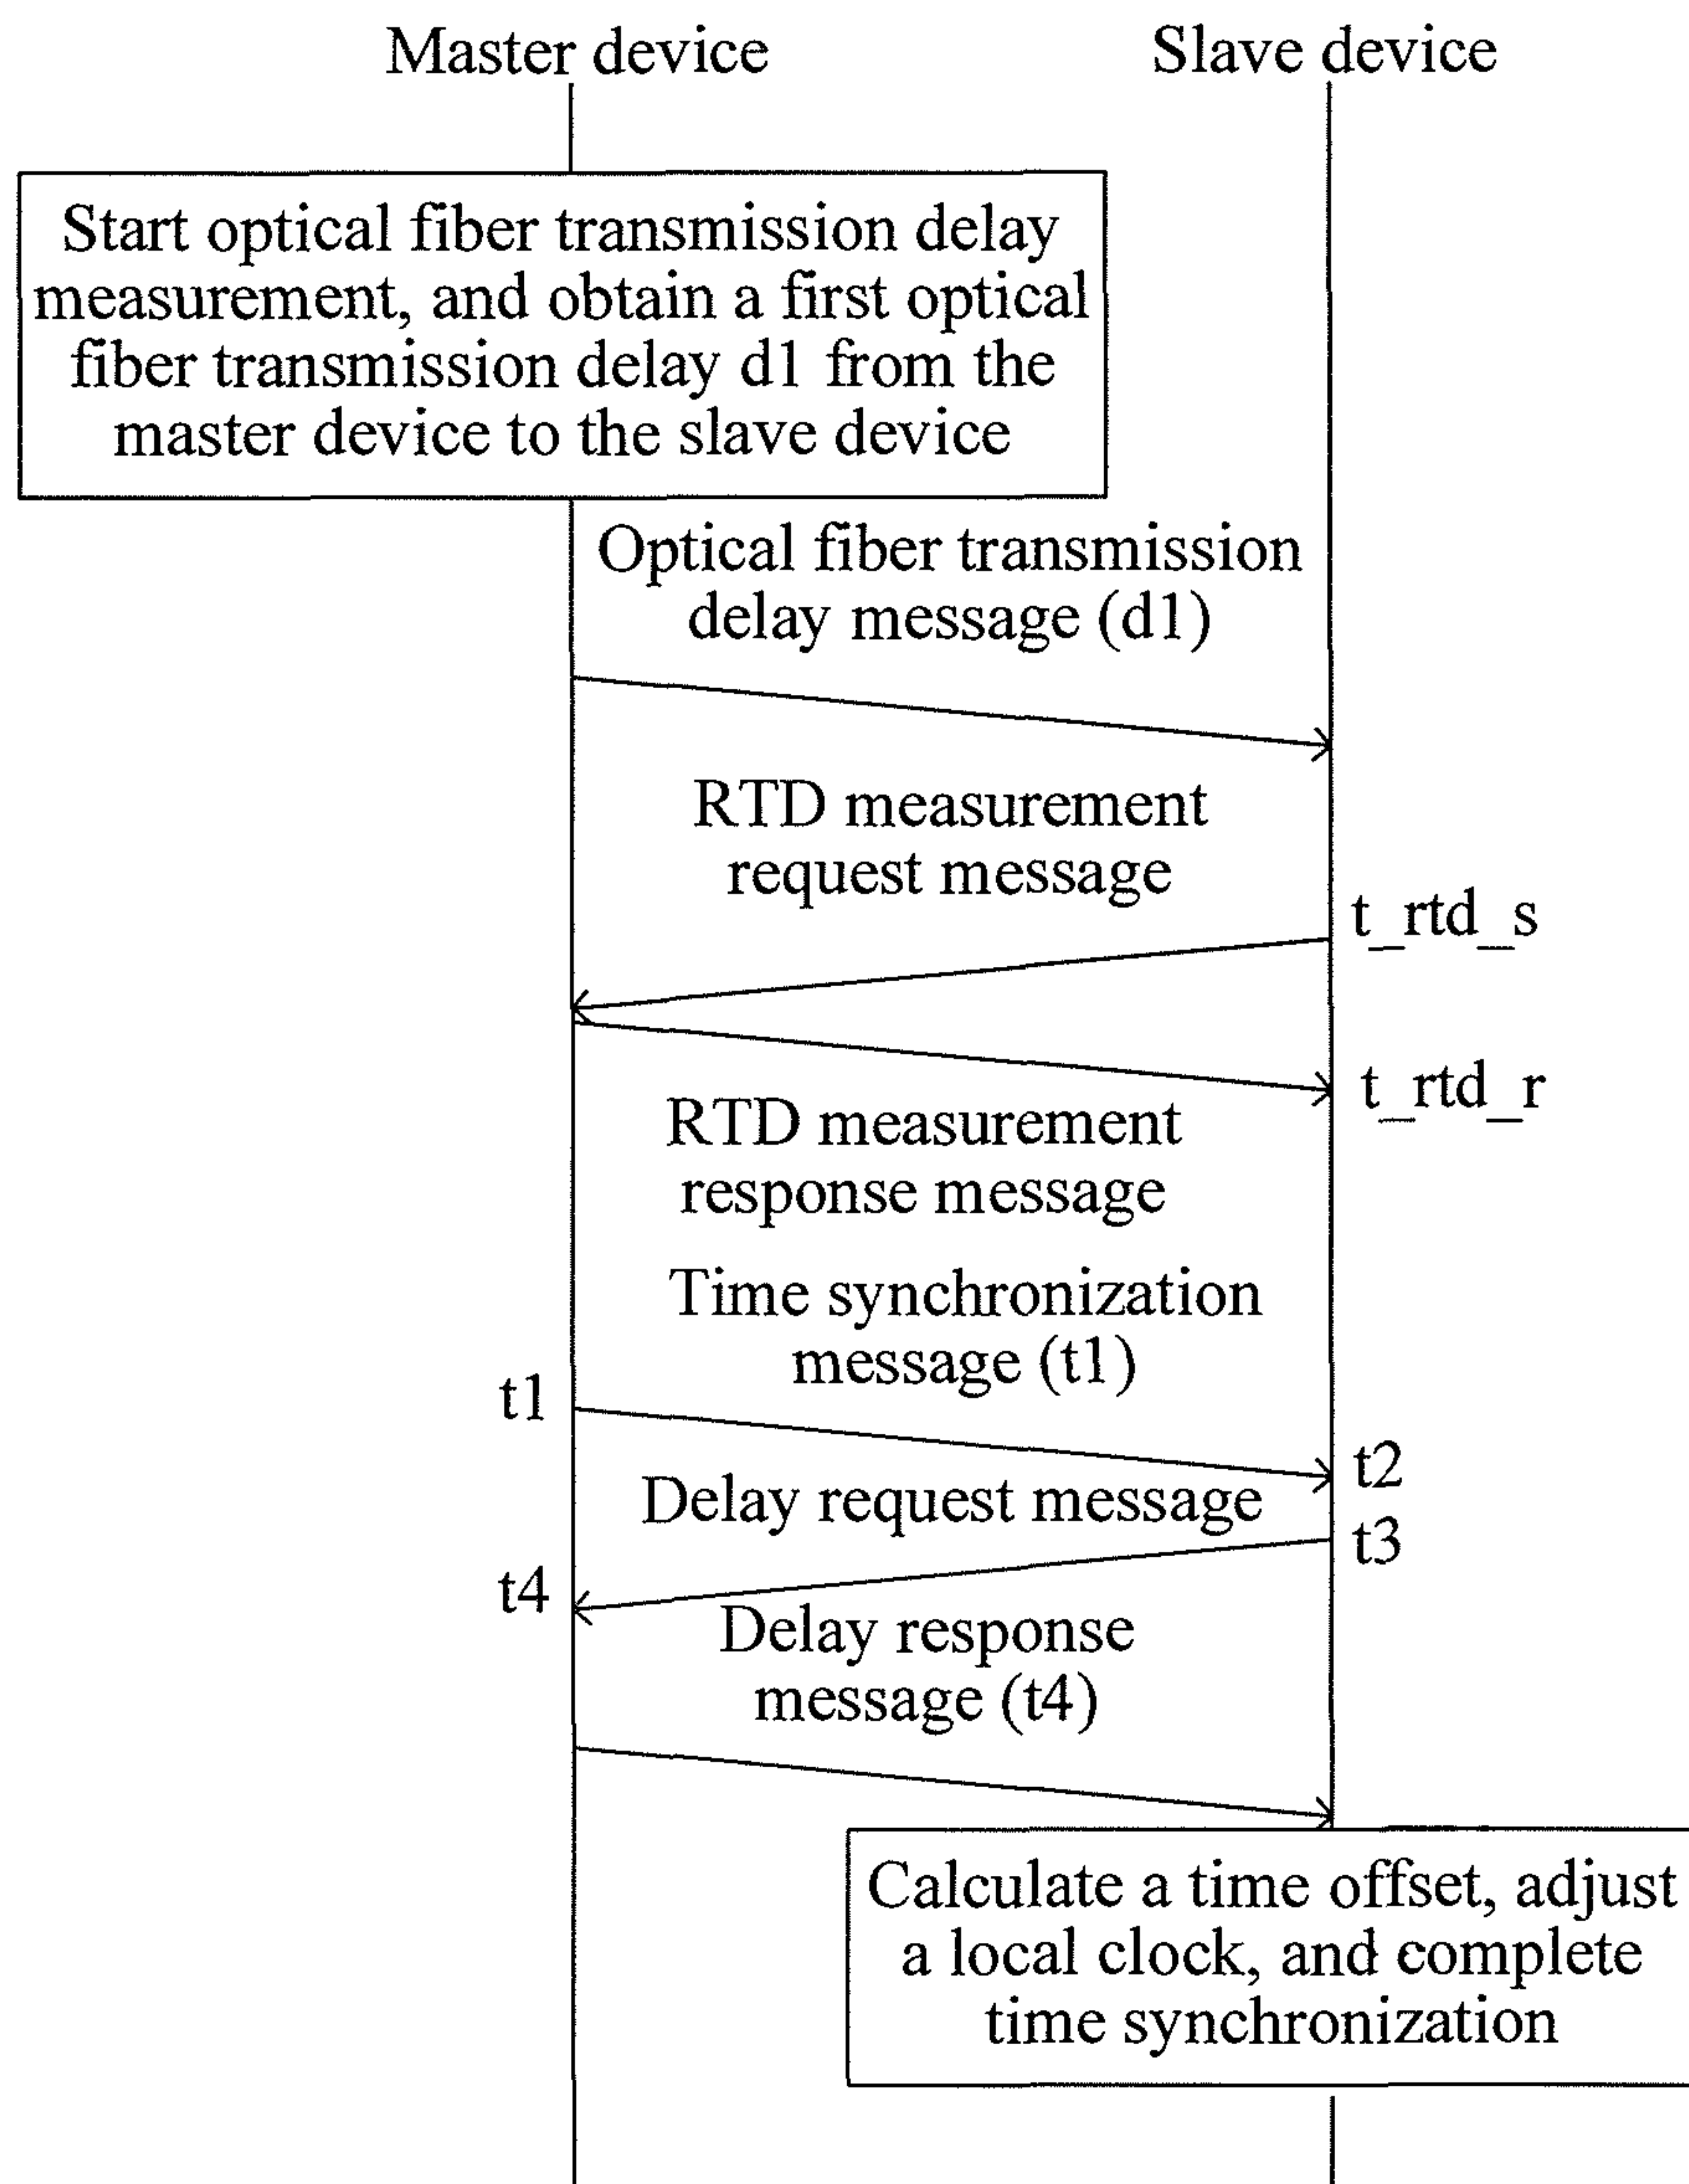 Master device
Slave device
Start optical fiber transmission delay
measurement, and obtain a first optical
fiber transmission delay d1 from the
master device to the slave device
Optical fiber transmission
delay message (d1)
RTD measurement
request message
t_rtd_s
t_rtd_r
RTD measurement
response message
Time synchronization
message (t1)
t1
t2
Delay request message
t3
t4
Delay response
message (t4)
Calculate a time offset, adjust
a local clock, and complete
time synchronization